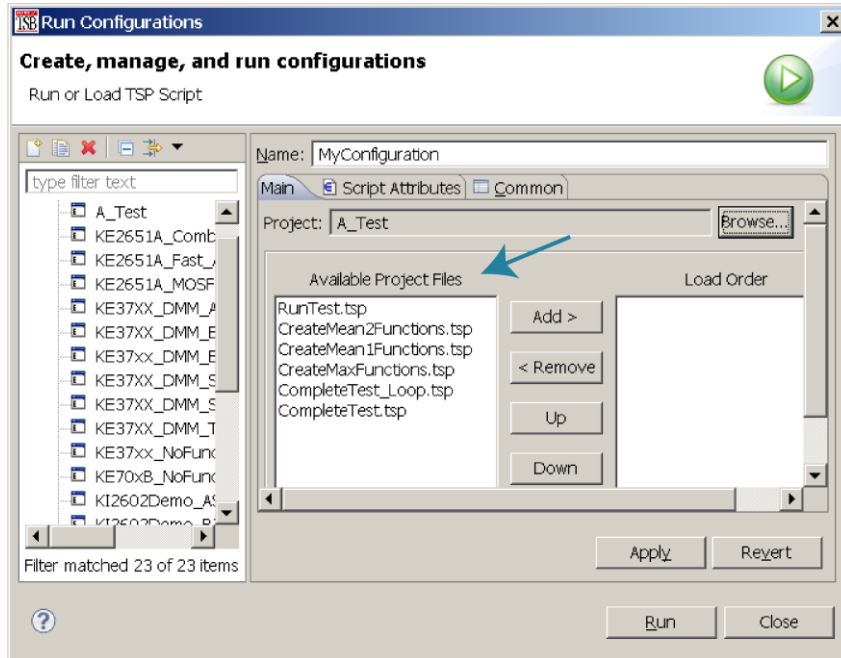 TSB Run Configurations
Create, manage, and run configurations
Run or Load TSP Script
type filter text
A_Test
KE2651A_Comb
KE2651A_Fast_
KE2651A_MOSF
KE37XX_DMM_A
KE37XX_DMM_E
KE37xx_DMM_E
KE37XX_DMM_S
KE37XX_DMM_S
KE37XX_DMM_T
KE37xx_NoFunc
KE70xB_NoFunc
KI2602Demo_AS
Filter matched 23 of 23 items
Name: MyConfiguration
Main Script Attributes Common
Project: A_Test Browse...
Available Project Files
RunTest.tsp
CreateMean2Functions.tsp
CreateMean1Functions.tsp
CreateMaxFunctions.tsp
CompleteTest_Loop.tsp
CompleteTest.tsp
Add >
< Remove
Up
Down
Load Order
Apply Revert
? Run Close